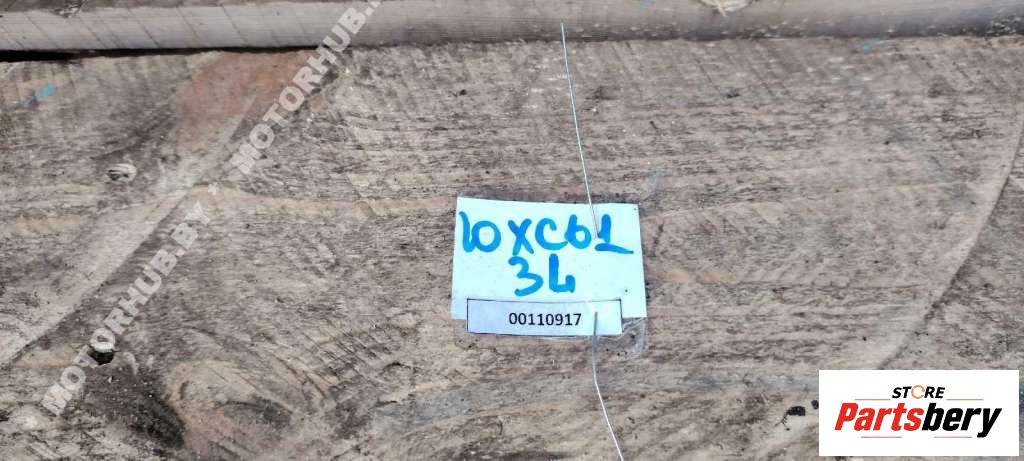 MOTORHUB.BY
MOTORHUB.BY
10XC61
34
00110917
STORE
Partsbery